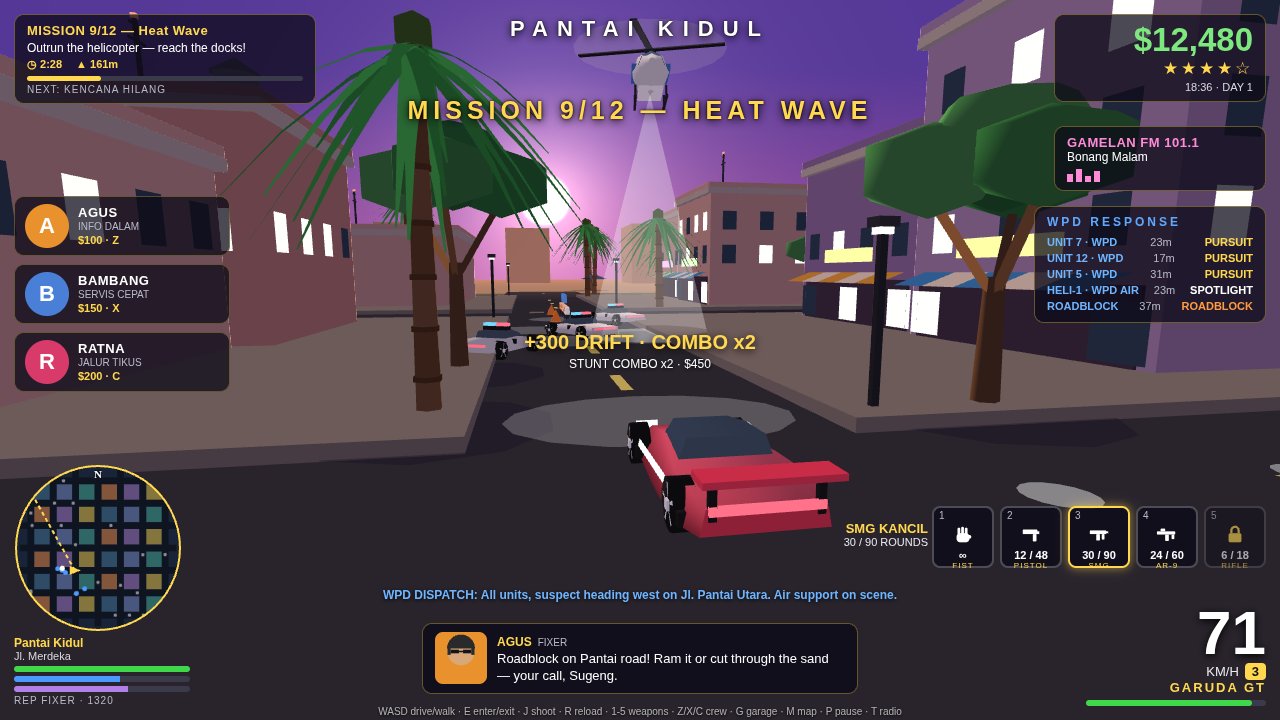 MISSION 9/12 — Heat Wave
Outrun the helicopter — reach the docks!
2:28 ▲ 161m
NEXT: KENCANA HILANG
PANTAI KIDUL
MISSION 9/12 — HEAT WAVE
$12,480
★★★★☆
18:36 · DAY 1
GAMELAN FM 101.1
Bonang Malam
WPD RESPONSE
UNIT 7 · WPD 23m PURSUIT
UNIT 12 · WPD 17m PURSUIT
UNIT 5 · WPD 31m PURSUIT
HELI-1 · WPD AIR 23m SPOTLIGHT
ROADBLOCK 37m ROADBLOCK
A
AGUS
INFO DALAM
$100 · Z
B
BAMBANG
SERVIS CEPAT
$150 · X
R
RATNA
JALUR TIKUS
$200 · C
+300 DRIFT · COMBO x2
STUNT COMBO x2 · $450
N
Pantai Kidul
Jl. Merdeka
REP FIXER · 1320
SMG KANCIL
30 / 90 ROUNDS
1
∞
FIST
2
12 / 48
PISTOL
3
30 / 90
SMG
4
24 / 60
AR-9
5
6 / 18
RIFLE
WPD DISPATCH: All units, suspect heading west on Jl. Pantai Utara. Air support on scene.
AGUS FIXER
Roadblock on Pantai road! Ram it or cut through the sand
— your call, Sugeng.
71
KM/H 3
GARUDA GT
WASD drive/walk · E enter/exit · J shoot · R reload · 1-5 weapons · Z/X/C crew · G garage · M map · P pause · T radio